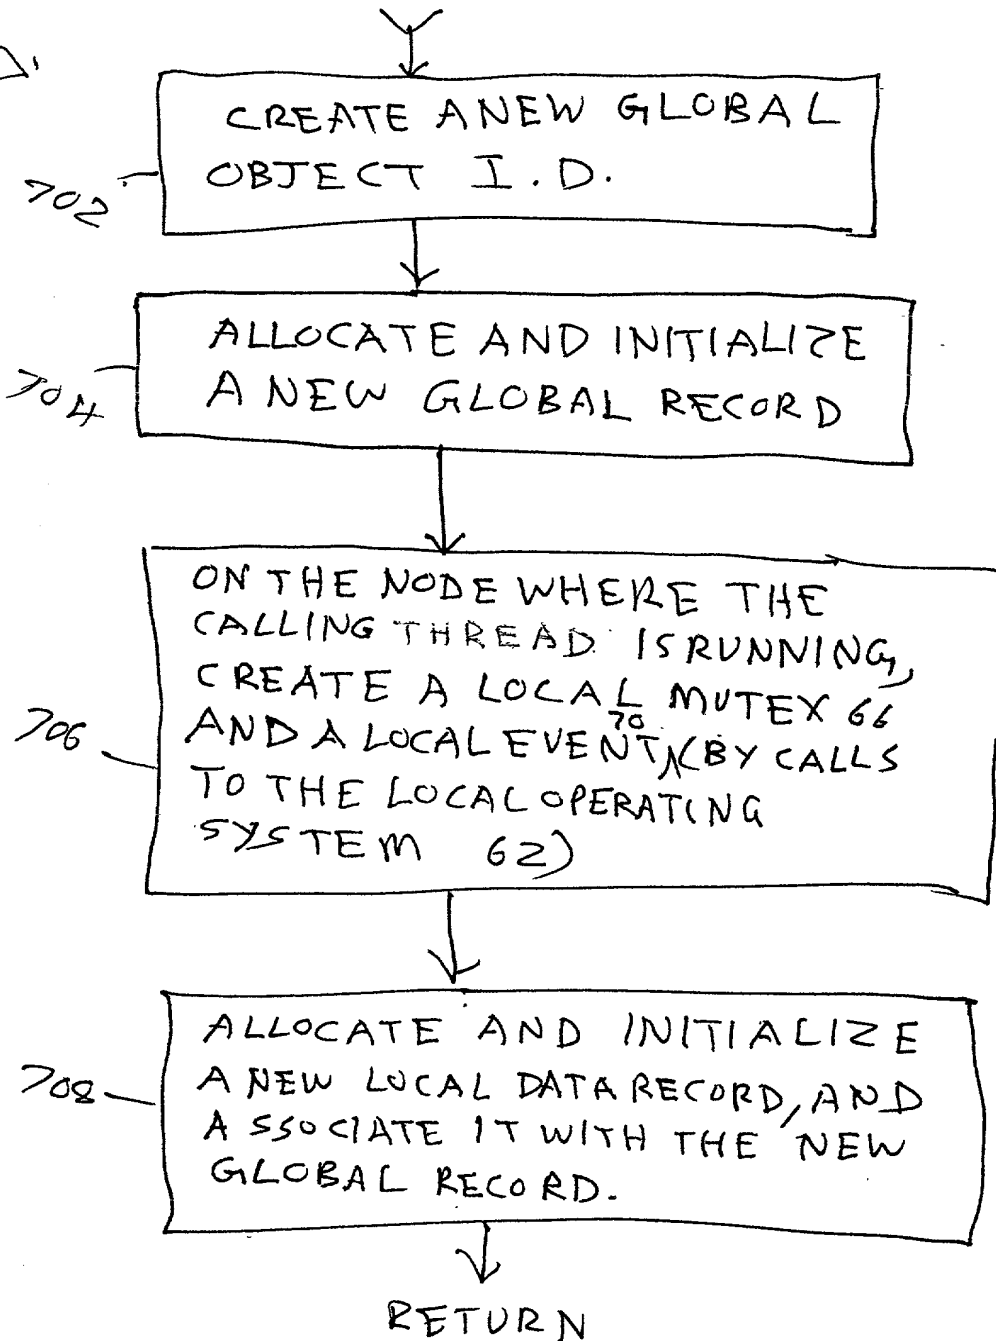 CREATE A NEW GLOBAL
OBJECT I.D.
702
ALLOCATE AND INITIALIZE
A NEW GLOBAL RECORD
704
ON THE NODE WHERE THE
CALLING THREAD IS RUNNING,
CREATE A LOCAL MUTEX 66
70
AND A LOCAL EVENT ^ (BY CALLS
TO THE LOCAL OPERATING
SYSTEM 62)
706
ALLOCATE AND INITIALIZE
A NEW LOCAL DATA RECORD, AND
ASSOCIATE IT WITH THE NEW
GLOBAL RECORD.
708
RETURN